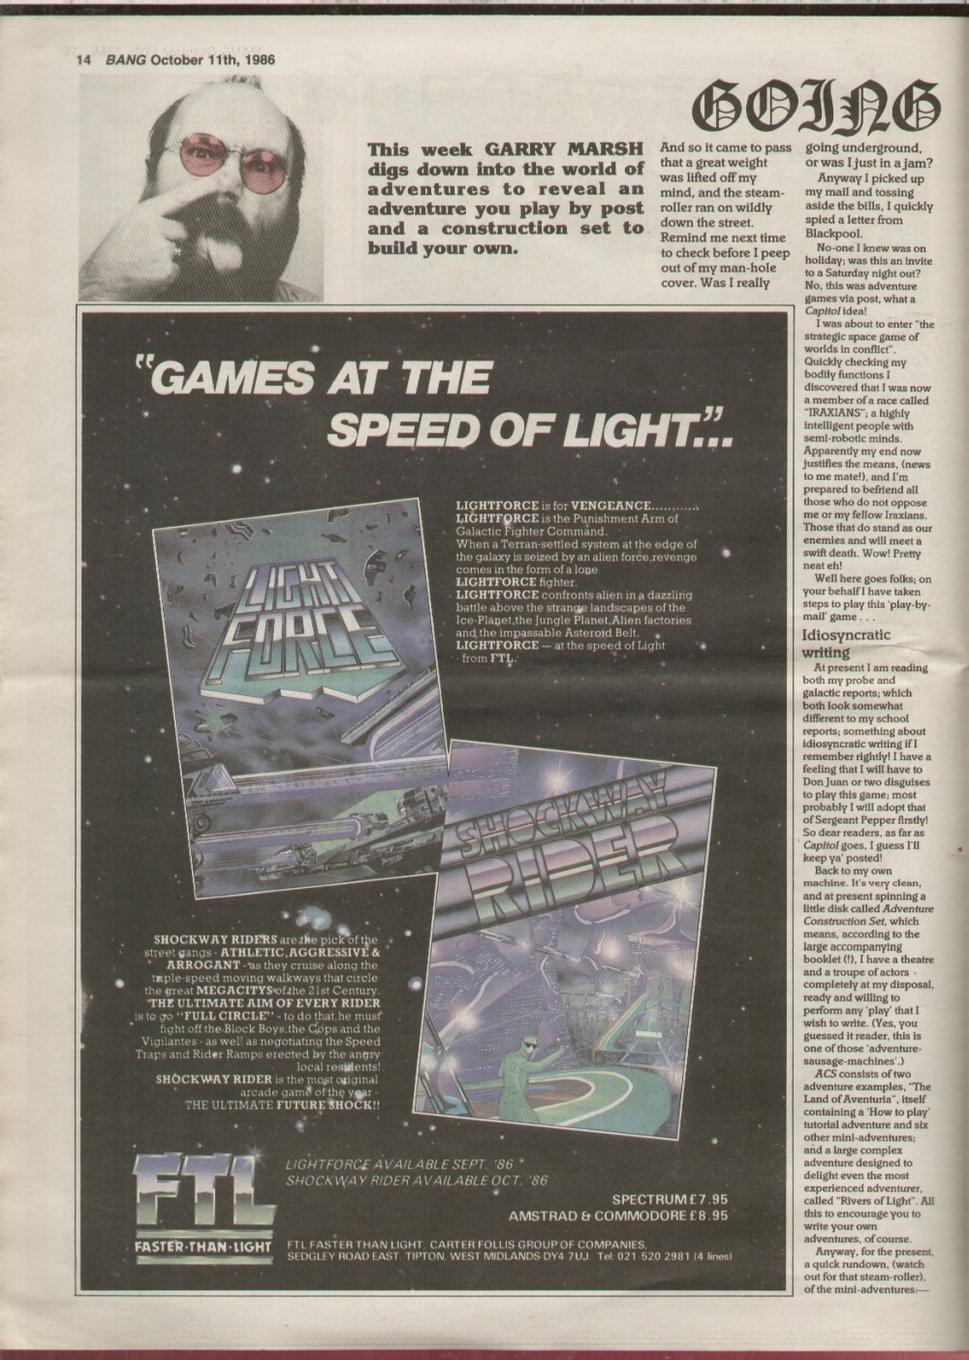 14 BANG October 11th, 1986
GOING
This week GARRY MARSH
digs down into the world of
adventures to reveal an
adventure you play by post
and a construction set to
build your own.
And so it came to pass
that a great weight
was lifted off my
mind, and the steam-
roller ran on wildly
down the street.
Remind me next time
to check before I peep
out of my man-hole
cover. Was I really
going underground,
or was I just in a jam?
Anyway I picked up
my mail and tossing
aside the bills, I quickly
spied a letter from
Blackpool.
No-one I knew was on
holiday; was this an invite
to a Saturday night out?
No, this was adventure
games via post, what a
Capitol idea!
I was about to enter "the
strategic space game of
worlds in conflict".
Quickly checking my
bodily functions I
discovered that I was now
a member of a race called
"IRAXIANS"; a highly
intelligent people with
semi-robotic minds.
Apparently my end now
justifies the means, (news
to me mate!), and I'm
prepared to befriend all
those who do not oppose
me or my fellow Iraxians.
Those that do stand as our
enemies and will meet a
swift death. Wow! Pretty
neat eh!
Well here goes folks; on
your behalf I have taken
steps to play this 'play-by-
mail' game . . .
Idiosyncratic
writing
At present I am reading
both my probe and
galactic reports; which
both look somewhat
different to my school
reports; something about
idiosyncratic writing if I
remember rightly! I have a
feeling that I will have to
Don Juan or two disguises
to play this game; most
probably I will adopt that
of Sergeant Pepper firstly!
So dear readers, as far as
Capitol goes, I guess I'll
keep ya' posted!
Back to my own
machine. It's very clean,
and at present spinning a
little disk called Adventure
Construction Set, which
means, according to the
large accompanying
booklet (!), I have a theatre
and a troupe of actors -
completely at my disposal,
ready and willing to
perform any 'play' that I
wish to write. (Yes, you
guessed it reader, this is
one of those 'adventure-
sausage-machines'.)
ACS consists of two
adventure examples, "The
Land of Aventuria", itself
containing a 'How to play'
tutorial adventure and six
other mini-adventures;
and a large complex
adventure designed to
delight even the most
experienced adventurer,
called "Rivers of Light". All
this to encourage you to
write your own
adventures, of course.
Anyway, for the present,
a quick rundown, (watch
out for that steam-roller),
of the mini-adventures:—
"GAMES AT THE
SPEED OF LIGHT..."
LIGHTFORCE is for VENGEANCE............
LIGHTFORCE is the Punishment Arm of
Galactic Fighter Command.
When a Terran-settled system at the edge of
the galaxy is seized by an alien force,revenge
comes in the form of a lone
LIGHTFORCE fighter.
LIGHTFORCE confronts alien in a dazzling
battle above the strange landscapes of the
Ice-Planet,the Jungle Planet,Alien factories
and the impassable Asteroid Belt.
LIGHTFORCE — at the speed of Light
- from FTL.
LIGHT
FORCE
SHOCKWAY
RIDER
SHOCKWAY RIDERS are the pick of the
street gangs - ATHLETIC,AGGRESSIVE &
ARROGANT - as they cruise along the
triple-speed moving walkways that circle
the great MEGACITYS of the 21st Century.
THE ULTIMATE AIM OF EVERY RIDER
is to go "FULL CIRCLE" - to do that,he must
fight off the Block Boys,the Cops and the
Vigilantes - as well as negotiating the Speed
Traps and Rider Ramps erected by the angry
local residents!
SHOCKWAY RIDER is the most original
arcade game of the year -
THE ULTIMATE FUTURE SHOCK!!
FTL
FASTER·THAN·LIGHT
LIGHTFORCE AVAILABLE SEPT. '86
SHOCKWAY RIDER AVAILABLE OCT. '86
SPECTRUM £7.95
AMSTRAD & COMMODORE £8.95
FTL FASTER THAN LIGHT, CARTER FOLLIS GROUP OF COMPANIES,
SEDGLEY ROAD EAST, TIPTON, WEST MIDLANDS DY4 7UJ. Tel: 021-520 2981 (4 lines)